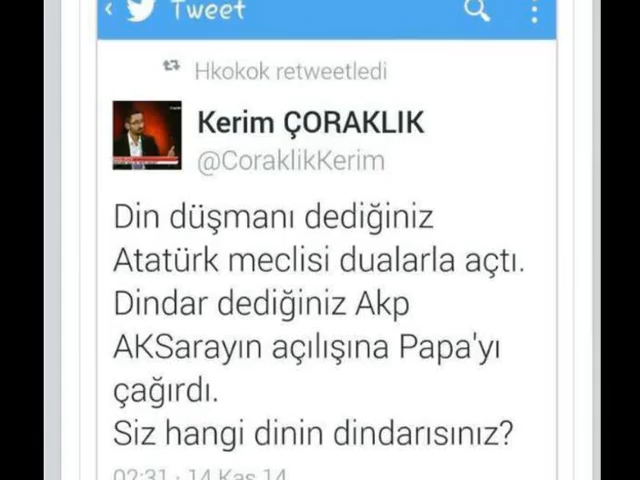 Tweet
Hkokok retweetledi
Kerim ÇORAKLIK
@CoraklikKerim
Din düşmanı dediğiniz
Atatürk meclisi dualarla açtı.
Dindar dediğiniz Akp
AKSarayın açılışına Papa'yı
çağırdı.
Siz hangi dinin dindarısınız?
02:31 · 14 Kas 14